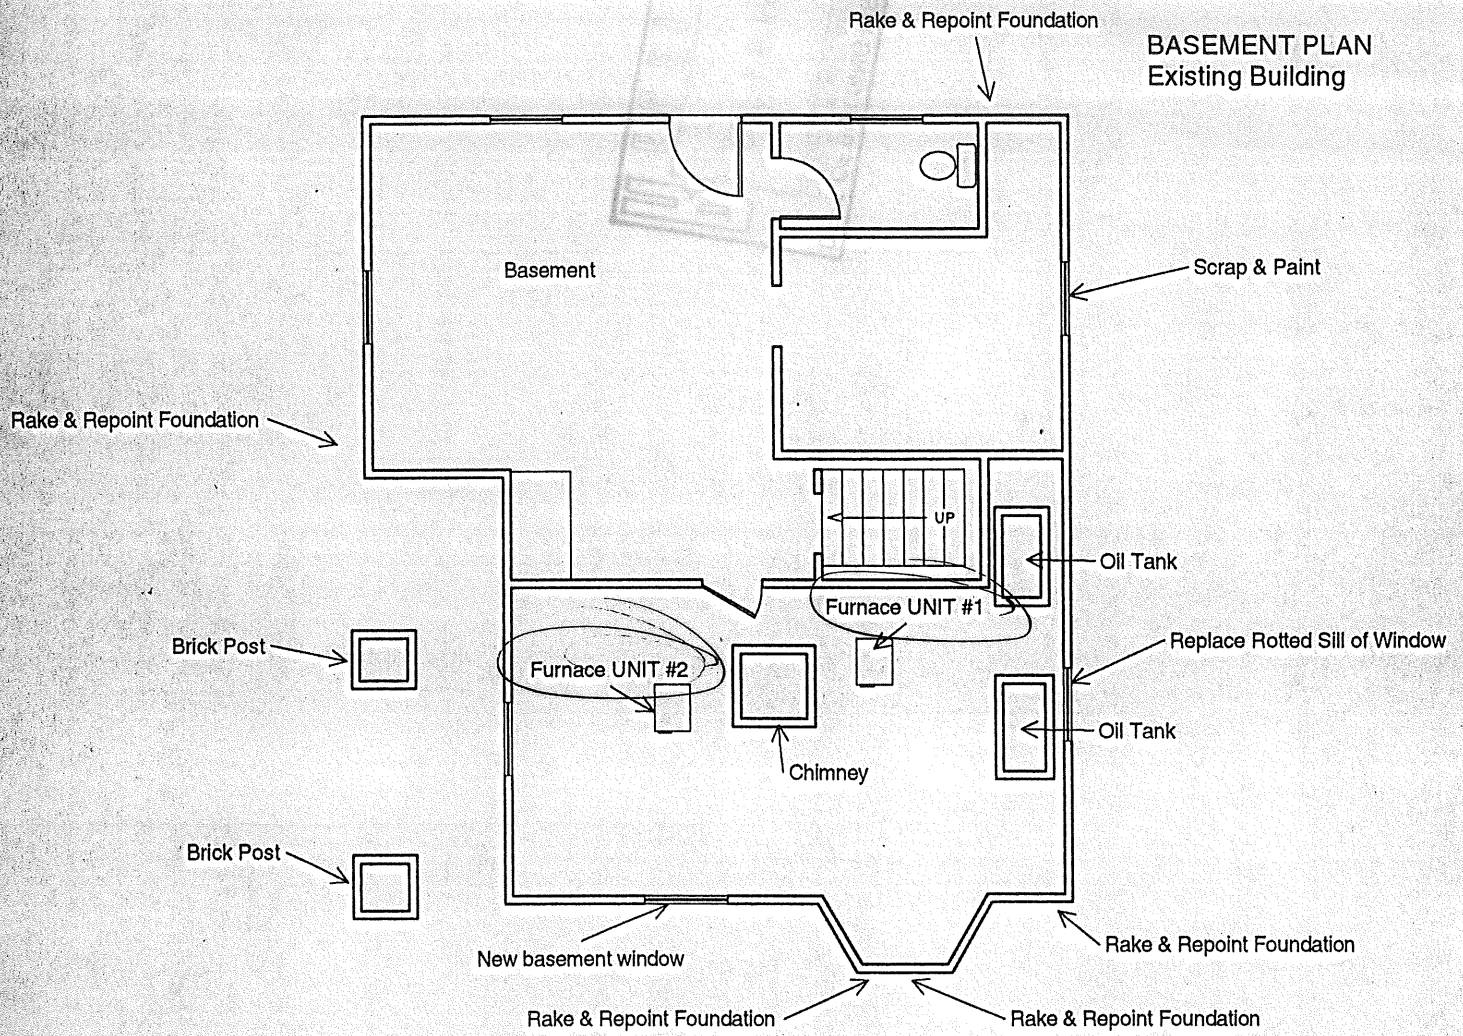 Rake & Repoint Foundation
BASEMENT PLAN
Existing Building
Basement
Scrap & Paint
Rake & Repoint Foundation
UP
Oil Tank
Furnace UNIT #1
Brick Post
Replace Rotted Sill of Window
Furnace UNIT #2
Oil Tank
Chimney
Brick Post
Rake & Repoint Foundation
New basement window
Rake & Repoint Foundation
Rake & Repoint Foundation